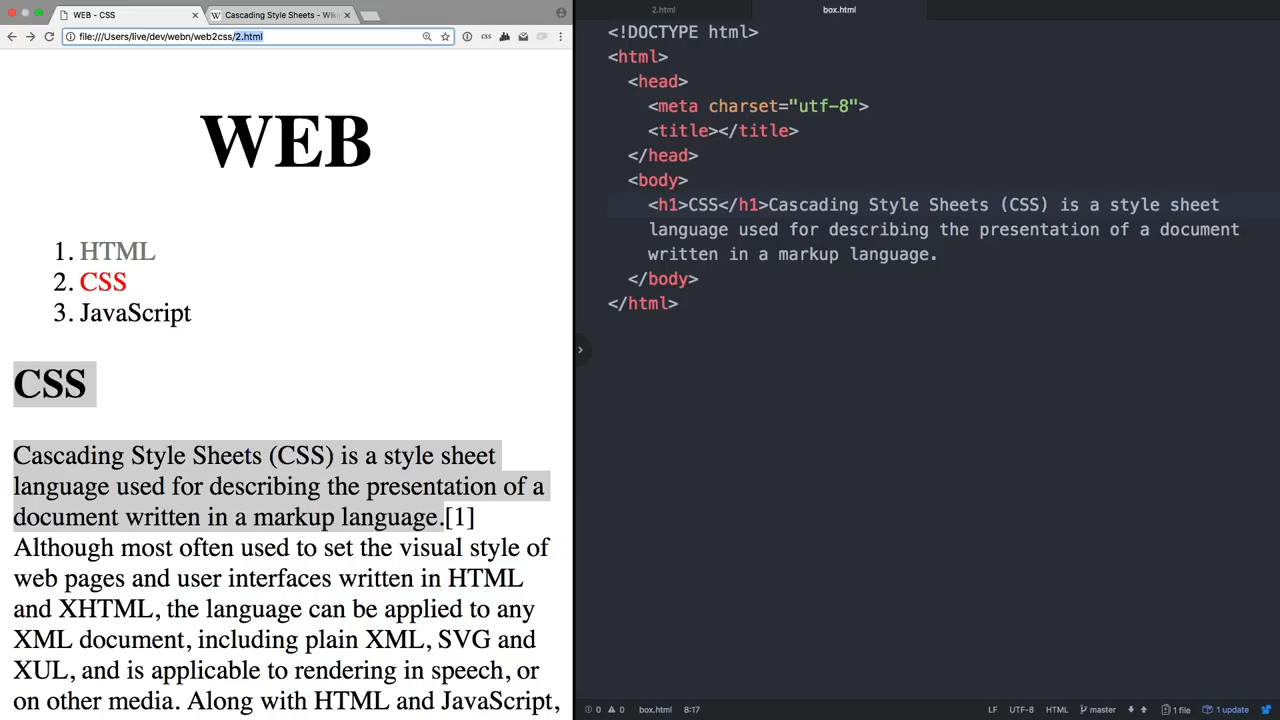 WEB - CSS
Cascading Style Sheets - Wiki
file:///Users/live/dev/webn/web2css/2.html
css
WEB
1. HTML
2. CSS
3. JavaScript
CSS
Cascading Style Sheets (CSS) is a style sheet
language used for describing the presentation of a
document written in a markup language.[1]
Although most often used to set the visual style of
web pages and user interfaces written in HTML
and XHTML, the language can be applied to any
XML document, including plain XML, SVG and
XUL, and is applicable to rendering in speech, or
on other media. Along with HTML and JavaScript,
2.html
box.html
<!DOCTYPE html>
<html>
<head>
<meta charset="utf-8">
<title></title>
</head>
<body>
<h1>CSS</h1>Cascading Style Sheets (CSS) is a style sheet
language used for describing the presentation of a document
written in a markup language.
</body>
</html>
0 0 box.html 8:17
LF UTF-8 HTML master 1 file 1 update